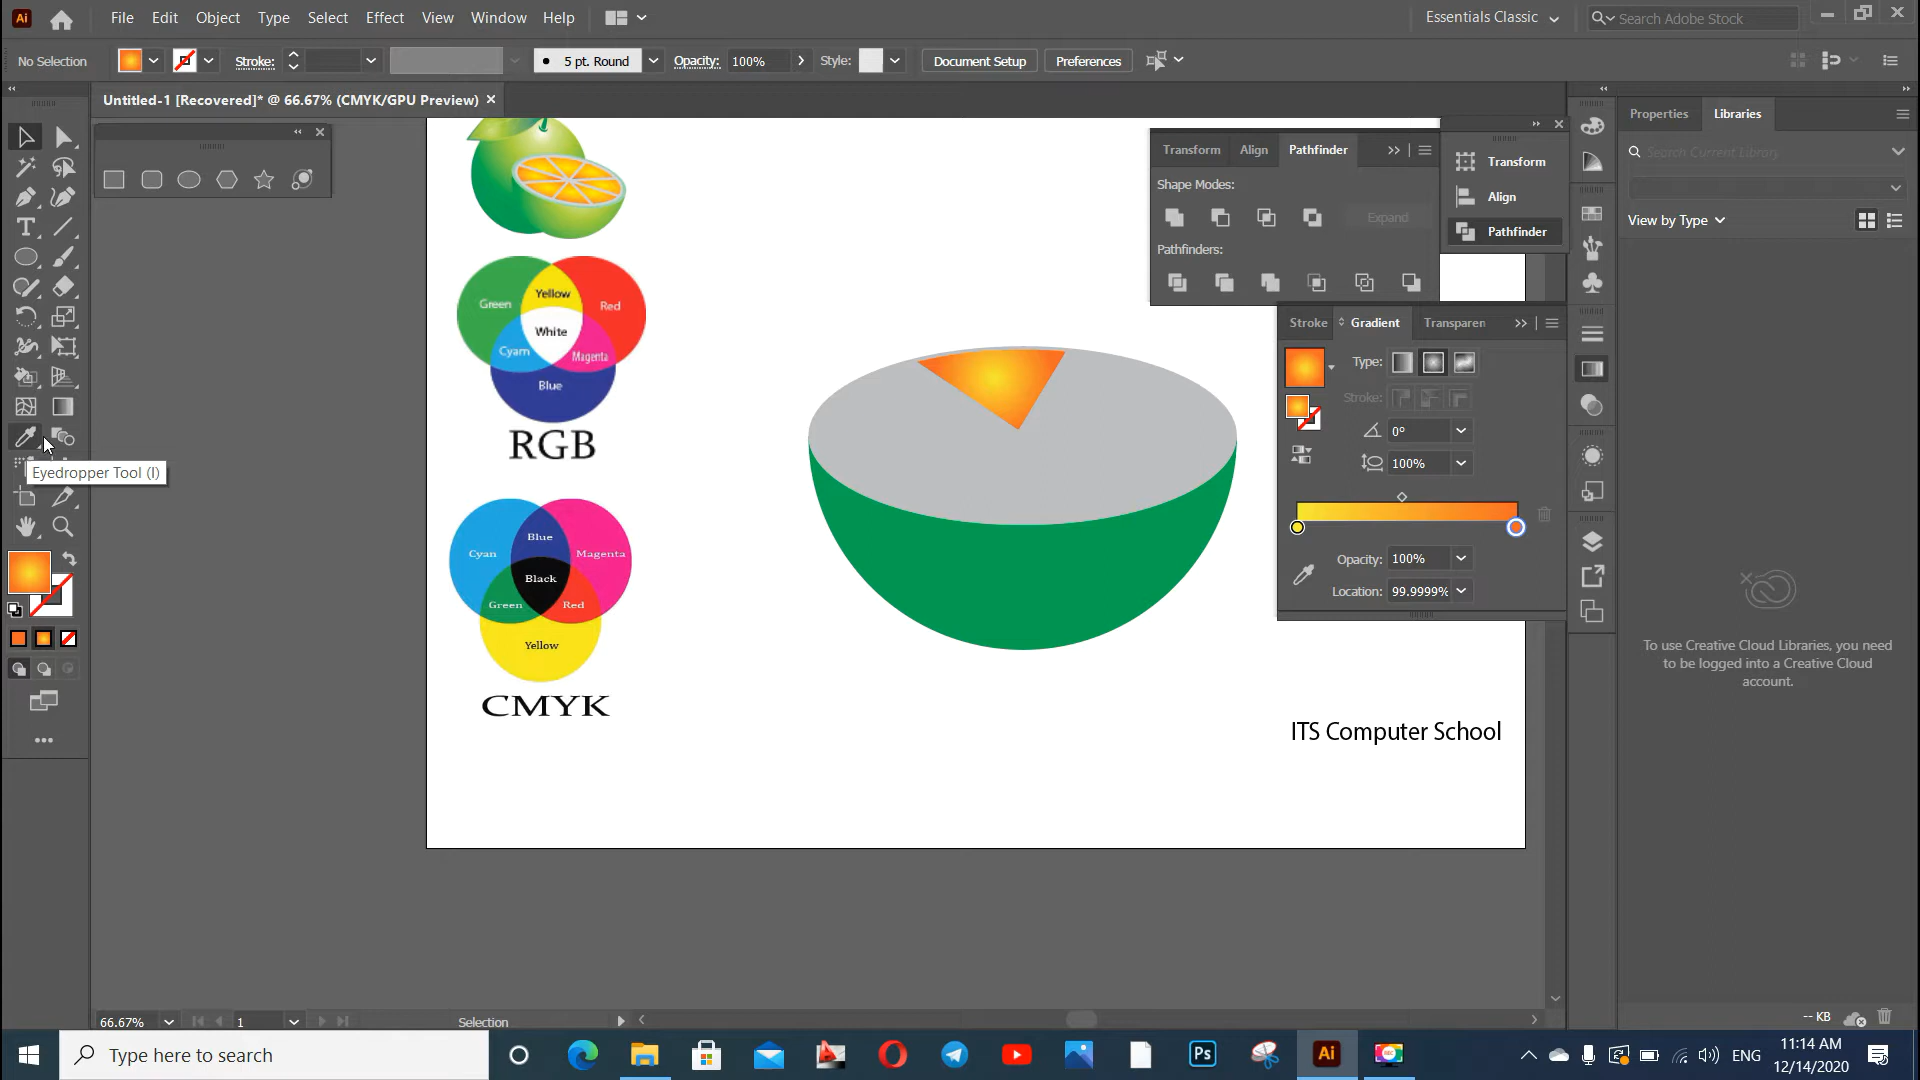 File Edit Object Type Select Effect View Window Help
Essentials Classic
Search Adobe Stock
No Selection
Stroke:
5 pt. Round
Opacity: 100%
Style:
Document Setup
Preferences
Untitled-1 [Recovered]* @ 66.67% (CMYK/GPU Preview)
Properties Libraries
Search Current Library
View by Type
Transform Align Pathfinder
Shape Modes:
Expand
Pathfinders:
Transform
Align
Pathfinder
Stroke Gradient Transparen
Type:
Stroke:
0°
100%
Opacity: 100%
Location: 99.9999%
Green Yellow Red
White
Cyam Magenta
Blue
RGB
Eyedropper Tool (I)
Blue
Cyan Magenta
Black
Green Red
Yellow
CMYK
ITS Computer School
To use Creative Cloud Libraries, you need
to be logged into a Creative Cloud
account.
-- KB
66.67%
1
Selection
Type here to search
Ps
Ai
ENG
11:14 AM
12/14/2020